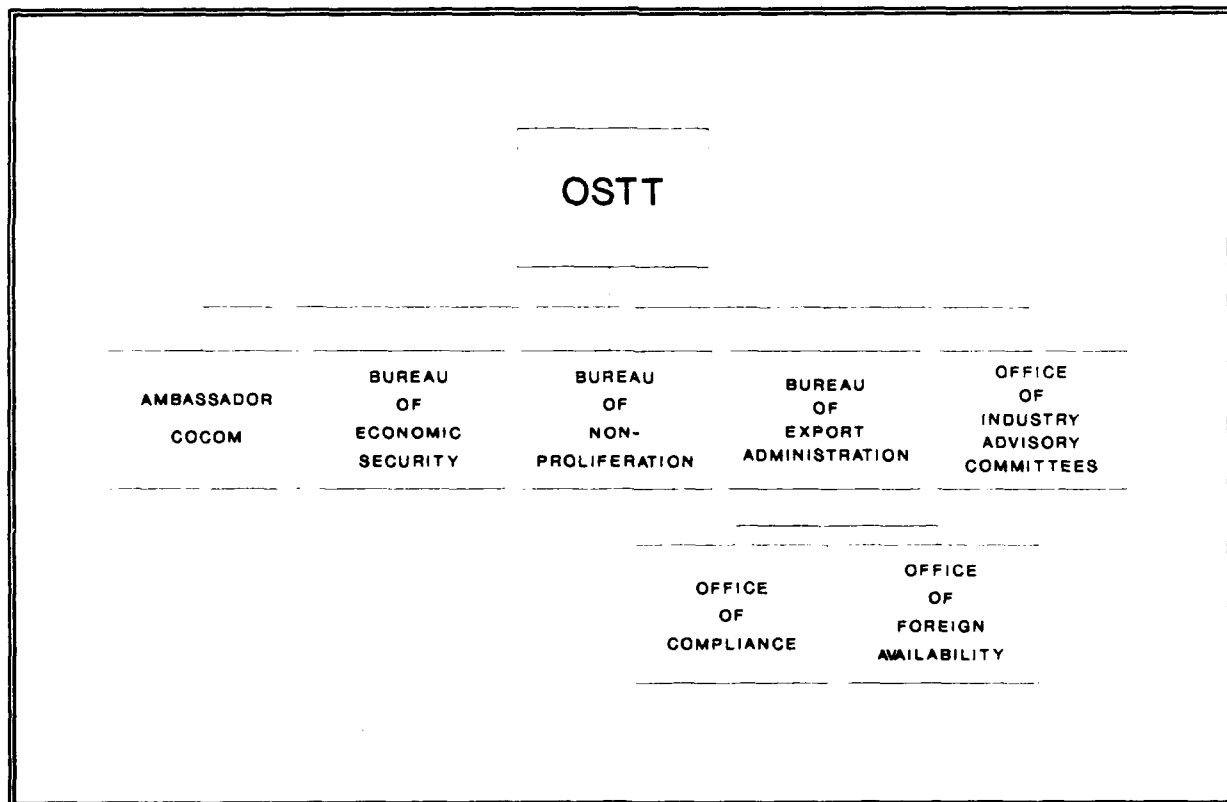 OSTT
AMBASSADOR
COCOM
BUREAU
OF
ECONOMIC
SECURITY
BUREAU
OF
NON-
PROLIFERATION
BUREAU
OF
EXPORT
ADMINISTRATION
OFFICE
OF
INDUSTRY
ADVISORY
COMMITTEES
OFFICE
OF
COMPLIANCE
OFFICE
OF
FOREIGN
AVAILABILITY